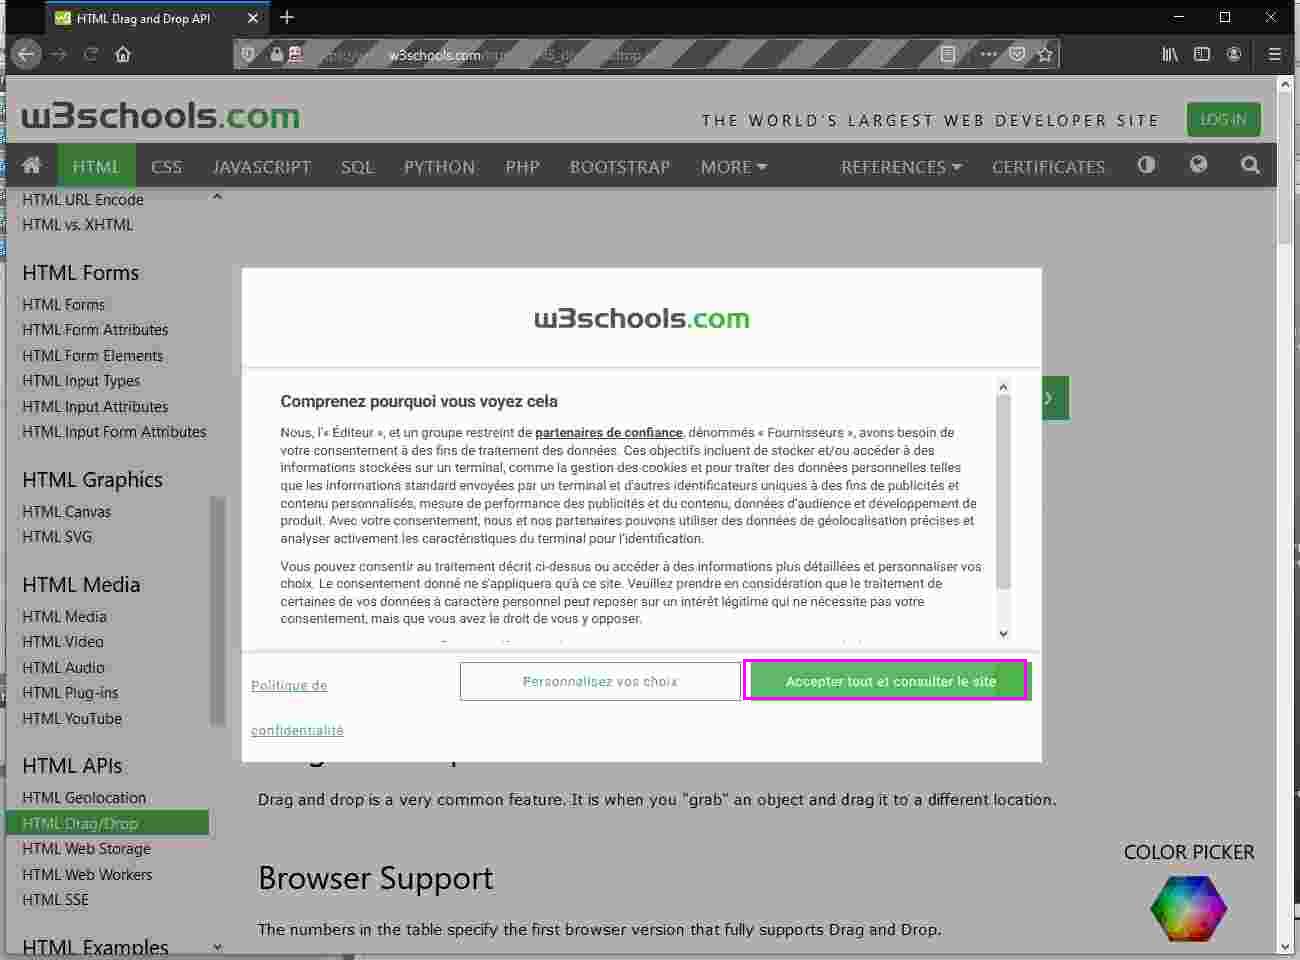 HTML Drag and Drop API
w3schools.com
w3schools.com
THE WORLD'S LARGEST WEB DEVELOPER SITE
LOG IN
HTML CSS JAVASCRIPT SQL PYTHON PHP BOOTSTRAP MORE REFERENCES CERTIFICATES
HTML URL Encode
HTML vs. XHTML
HTML Forms
HTML Forms
HTML Form Attributes
HTML Form Elements
HTML Input Types
HTML Input Attributes
HTML Input Form Attributes
HTML Graphics
HTML Canvas
HTML SVG
HTML Media
HTML Media
HTML Video
HTML Audio
HTML Plug-ins
HTML YouTube
HTML APIs
HTML Geolocation
HTML Drag/Drop
HTML Web Storage
HTML Web Workers
HTML SSE
HTML Examples
w3schools.com
Comprenez pourquoi vous voyez cela
Nous, l'« Éditeur », et un groupe restreint de partenaires de confiance, dénommés « Fournisseurs », avons besoin de
votre consentement à des fins de traitement des données. Ces objectifs incluent de stocker et/ou accéder à des
informations stockées sur un terminal, comme la gestion des cookies et pour traiter des données personnelles telles
que les informations standard envoyées par un terminal et d'autres identificateurs uniques à des fins de publicités et
contenu personnalisés, mesure de performance des publicités et du contenu, données d'audience et développement de
produit. Avec votre consentement, nous et nos partenaires pouvons utiliser des données de géolocalisation précises et
analyser activement les caractéristiques du terminal pour l'identification.
Vous pouvez consentir au traitement décrit ci-dessus ou accéder à des informations plus détaillées et personnaliser vos
choix. Le consentement donné ne s'appliquera qu'à ce site. Veuillez prendre en considération que le traitement de
certaines de vos données à caractère personnel peut reposer sur un intérêt légitime qui ne nécessite pas votre
consentement, mais que vous avez le droit de vous y opposer.
Politique de
confidentialité
Personnalisez vos choix
Accepter tout et consulter le site
Drag and drop is a very common feature. It is when you "grab" an object and drag it to a different location.
Browser Support
The numbers in the table specify the first browser version that fully supports Drag and Drop.
COLOR PICKER